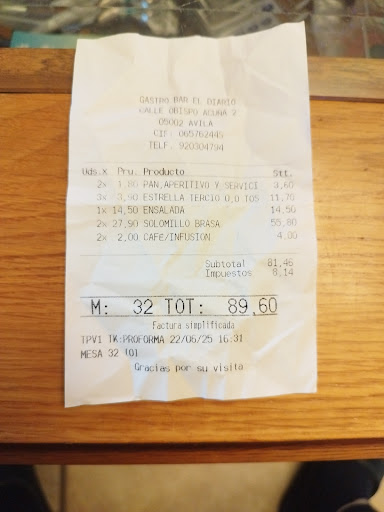 GASTRO BAR EL DIARIO
CALLE OBISPO ACUÑA 2
05002 AVILA
CIF: 06576244S
TELF. 920304794
Uds.x Pru. Producto Stt.
2x 1,80 PAN,APERITIVO Y SERVICI 3,60
3x 3,90 ESTRELLA TERCIO 0,0 TOS 11,70
1x 14,50 ENSALADA 14,50
2x 27,90 SOLOMILLO BRASA 55,80
2x 2,00 CAFé/INFUSION 4,00
Subtotal 81,46
Impuestos 8,14
M: 32 TOT: 89,60
Factura simplificada
TPV1 TK:PROFORMA 22/06/25 16:31
MESA 32 (0)
Gracias por su visita